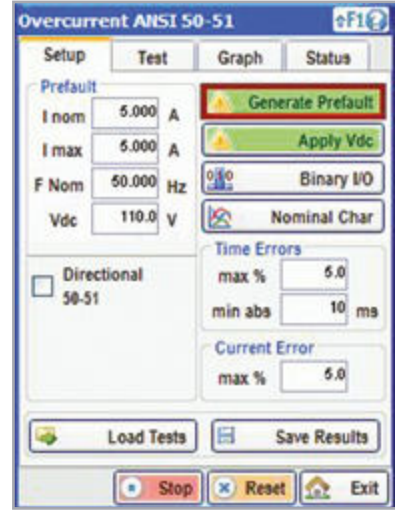 Overcurrent ANSI 50-51 F1
Setup Test Graph Status
Prefault
I nom 5.000 A
I max 5.000 A
F Nom 50.000 Hz
Vdc 110.0 V
Directional
50-51
Generate Prefault
Apply Vdc
Binary I/O
Nominal Char
Time Errors
max % 5.0
min abs 10 ms
Current Error
max % 5.0
Load Tests Save Results
Stop Reset Exit